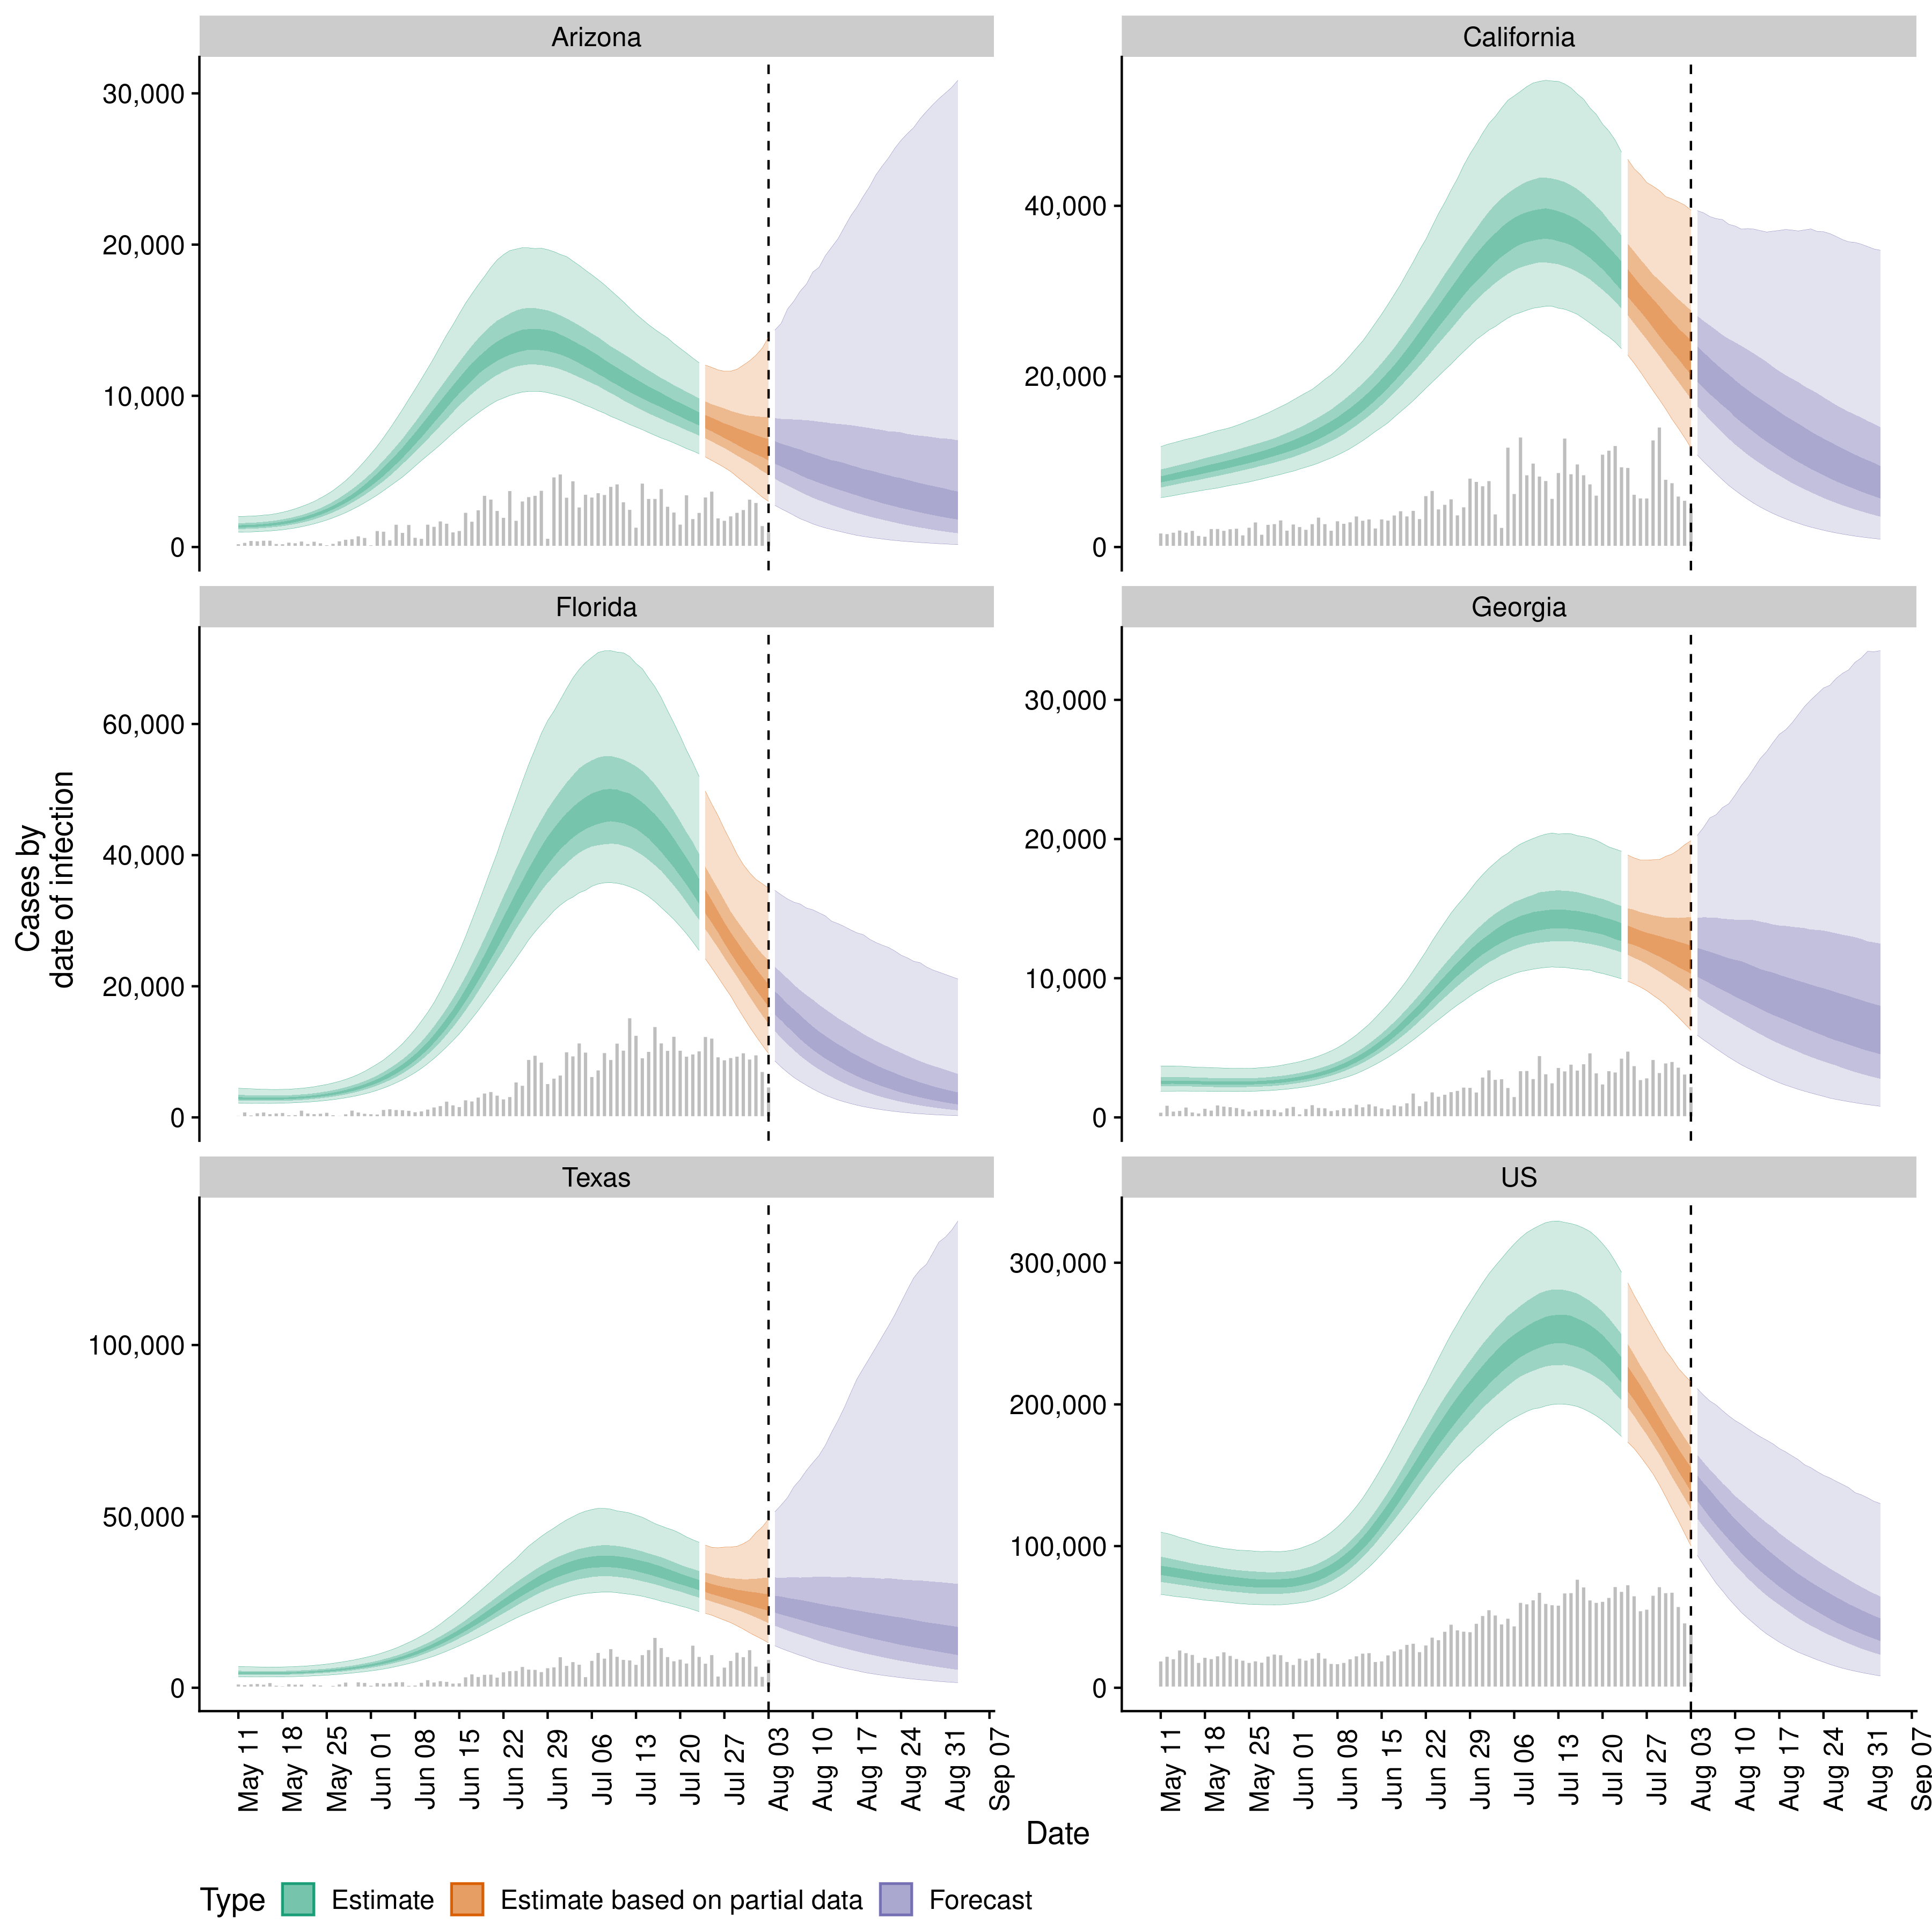 Arizona
California
30,000
20,000
10,000
0
40,000
20,000
0
Florida
Georgia
60,000
40,000
20,000
0
30,000
20,000
10,000
0
Cases by
date of infection
Texas
US
100,000
50,000
0
300,000
200,000
100,000
0
May 11
May 18
May 25
Jun 01
Jun 08
Jun 15
Jun 22
Jun 29
Jul 06
Jul 13
Jul 20
Jul 27
Aug 03
Aug 10
Aug 17
Aug 24
Aug 31
Sep 07
May 11
May 18
May 25
Jun 01
Jun 08
Jun 15
Jun 22
Jun 29
Jul 06
Jul 13
Jul 20
Jul 27
Aug 03
Aug 10
Aug 17
Aug 24
Aug 31
Sep 07
Date
Type Estimate Estimate based on partial data Forecast